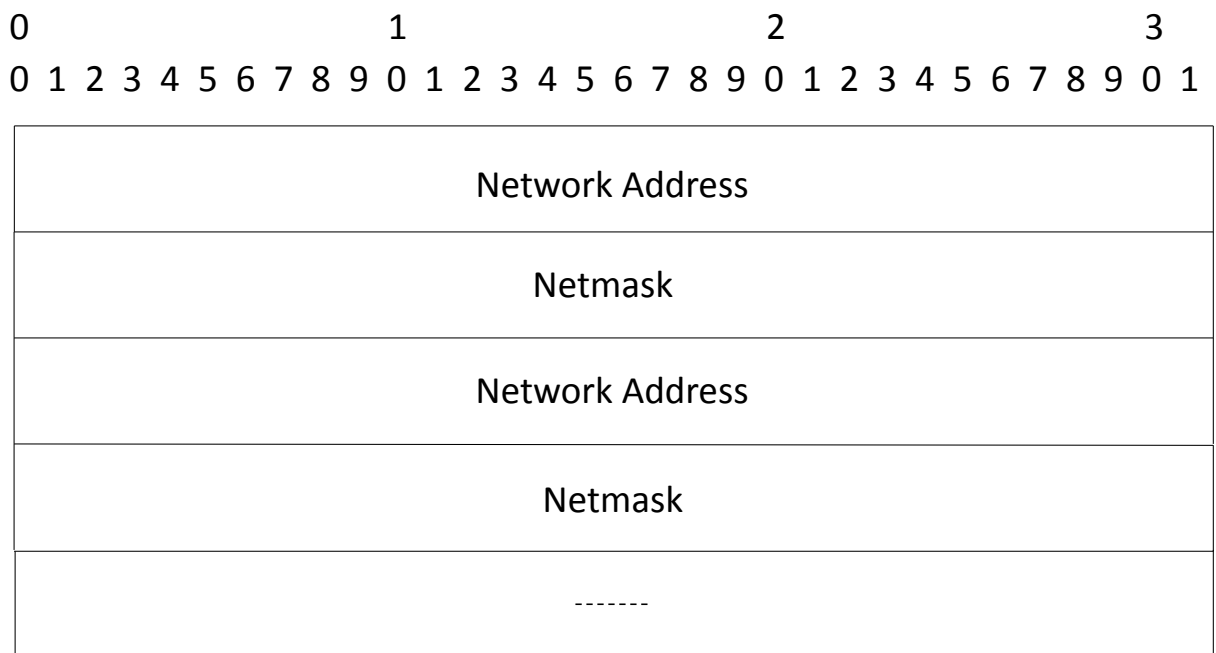 0 1 2 3
0 1 2 3 4 5 6 7 8 9 0 1 2 3 4 5 6 7 8 9 0 1 2 3 4 5 6 7 8 9 0 1
Network Address
Netmask
Network Address
Netmask
-------